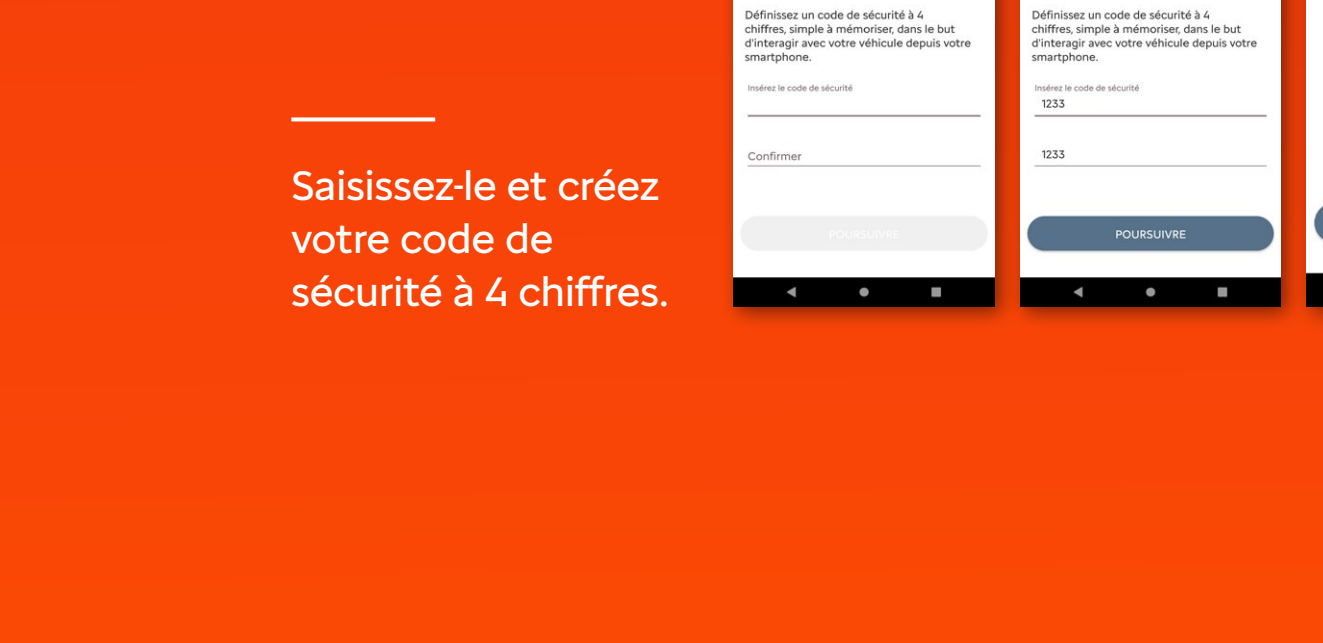 Saisissez-le et créez
votre code de
sécurité à 4 chiffres.
Définissez un code de sécurité à 4
chiffres, simple à mémoriser, dans le but
d'interagir avec votre véhicule depuis votre
smartphone.
Insérez le code de sécurité
Confirmer
POURSUIVRE
Définissez un code de sécurité à 4
chiffres, simple à mémoriser, dans le but
d'interagir avec votre véhicule depuis votre
smartphone.
Insérez le code de sécurité
1233
1233
POURSUIVRE